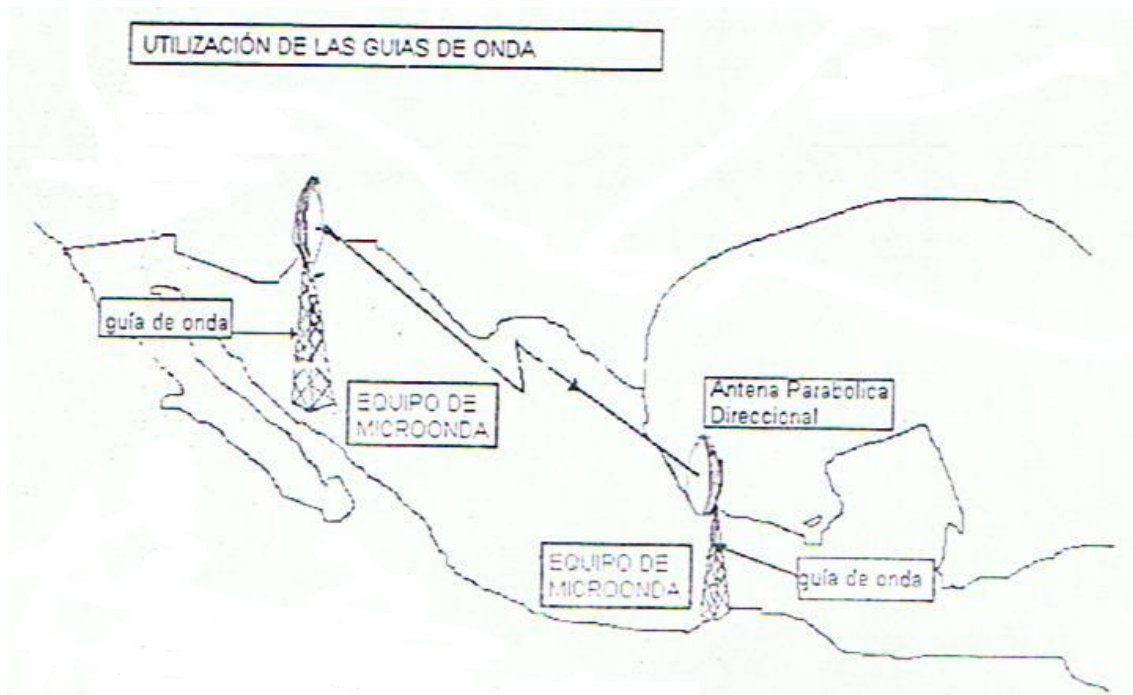 UTILIZACIÓN DE LAS GUIAS DE ONDA
guía de onda
EQUIPO DE
MICROONDA
Antena Parabolica
Direccional
EQUIPO DE
MICROONDA
guía de onda